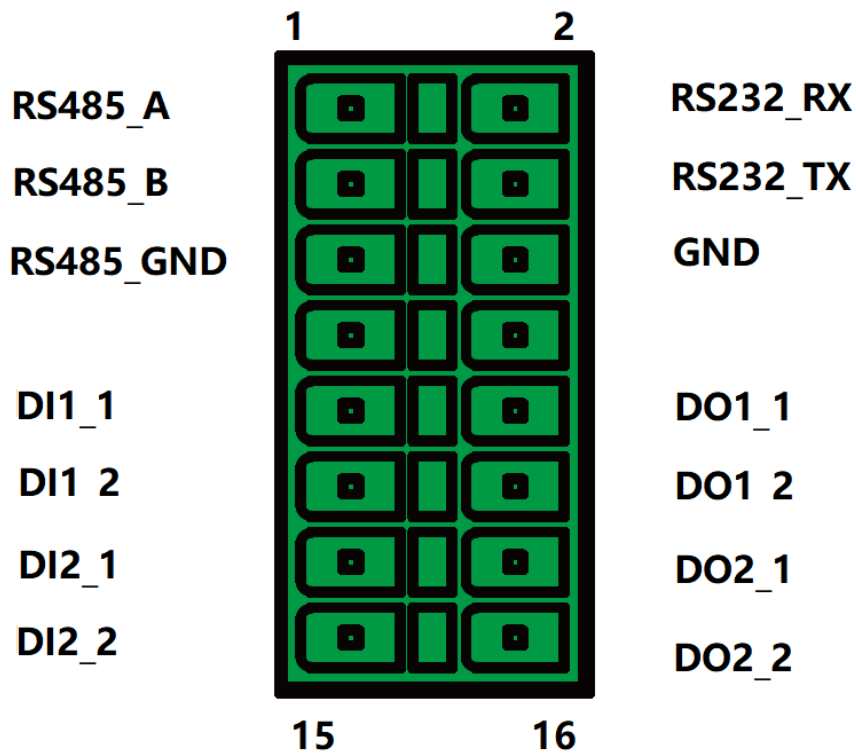 1 2
RS485_A RS232_RX
RS485_B RS232_TX
RS485_GND GND
DI1_1 DO1_1
DI1 2 DO1 2
DI2_1 DO2_1
DI2_2 DO2_2
15 16